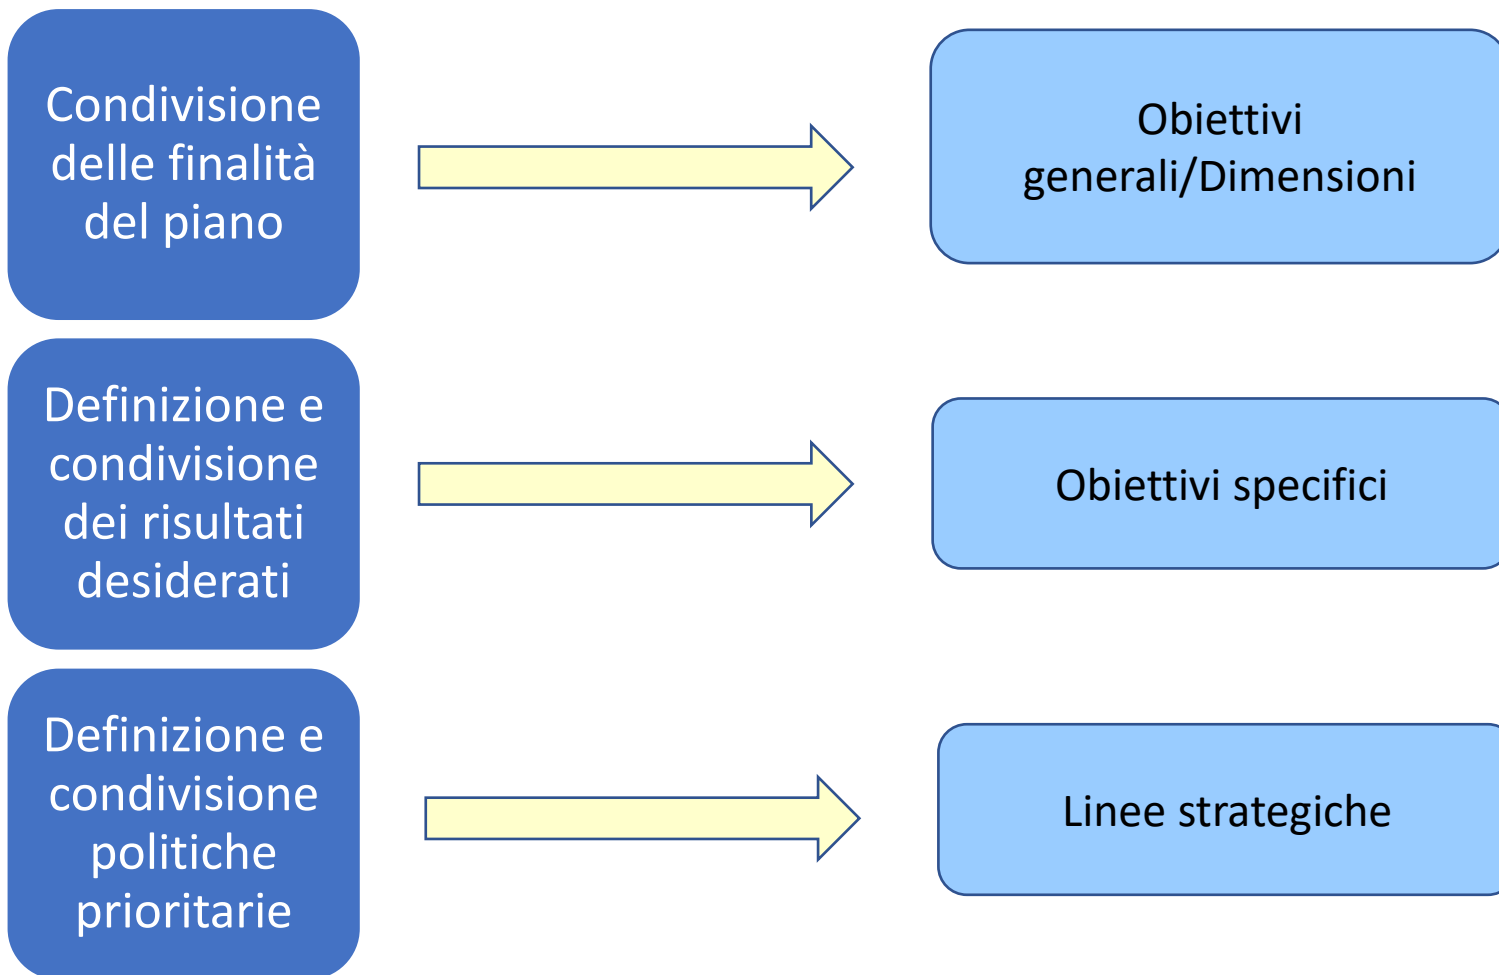 Condivisione
delle finalità
del piano
Obiettivi
generali/Dimensioni
Definizione e
condivisione
dei risultati
desiderati
Obiettivi specifici
Definizione e
condivisione
politiche
prioritarie
Linee strategiche